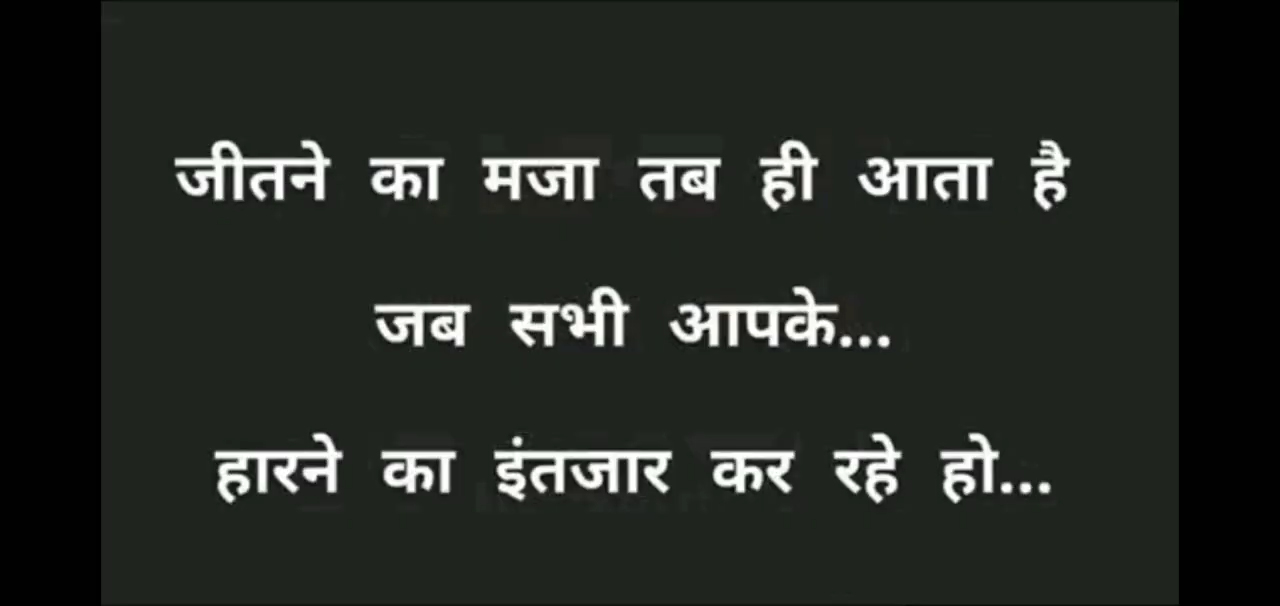 जीतने का मजा तब ही आता है
जब सभी आपके...
हारने का इंतजार कर रहे हो...